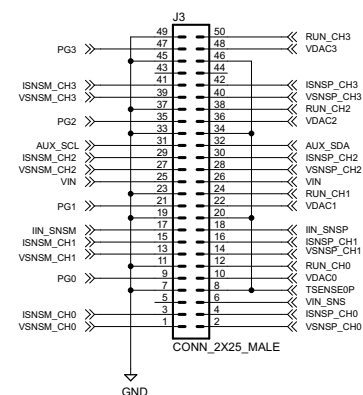 J3
49 50 RUN_CH3
PG3 47 48 VDAC3
45 46
43 44
ISNSM_CH3 41 42 ISNSP_CH3
VSNSM_CH3 39 40 VSNSP_CH3
37 38 RUN_CH2
PG2 35 36 VDAC2
33 34
AUX_SCL 31 32 AUX_SDA
ISNSM_CH2 29 30 ISNSP_CH2
VSNSM_CH2 27 28 VSNSP_CH2
VIN 25 26 VIN
23 24 RUN_CH1
PG1 21 22 VDAC1
19 20
IIN_SNSM 17 18 IIN_SNSP
ISNSM_CH1 15 16 ISNSP_CH1
VSNSM_CH1 13 14 VSNSP_CH1
11 12 RUN_CH0
PG0 9 10 VDAC0
7 8 TSENSE0P
5 6 VIN_SNS
ISNSM_CH0 3 4 ISNSP_CH0
VSNSM_CH0 1 2 VSNSP_CH0
CONN_2X25_MALE
GND